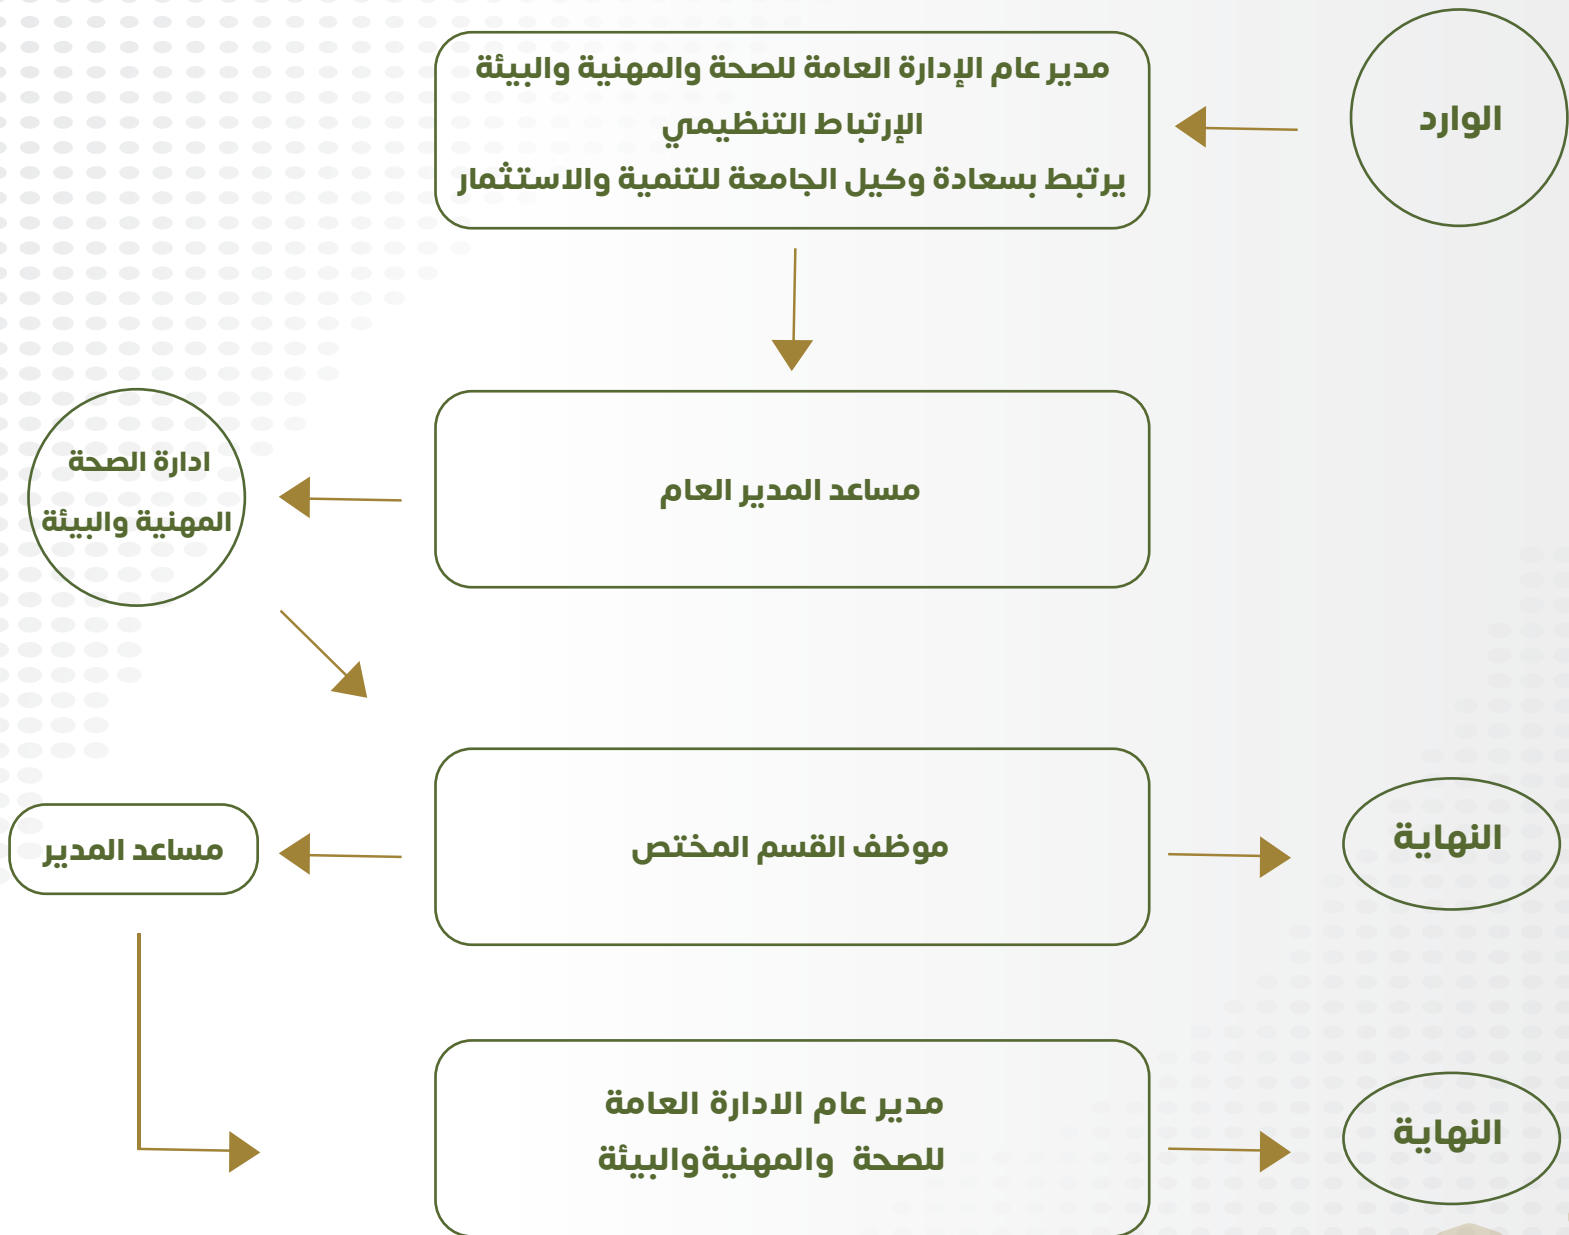 الوارد
مدير عام الإدارة العامة للصحة والمهنية والبيئة
الإرتباط التنظيمي
يرتبط بسعادة وكيل الجامعة للتنمية والاستثمار
مساعد المدير العام
ادارة الصحة
المهنية والبيئة
النهاية
موظف القسم المختص
مساعد المدير
النهاية
مدير عام الادارة العامة
للصحة والمهنيةوالبيئة